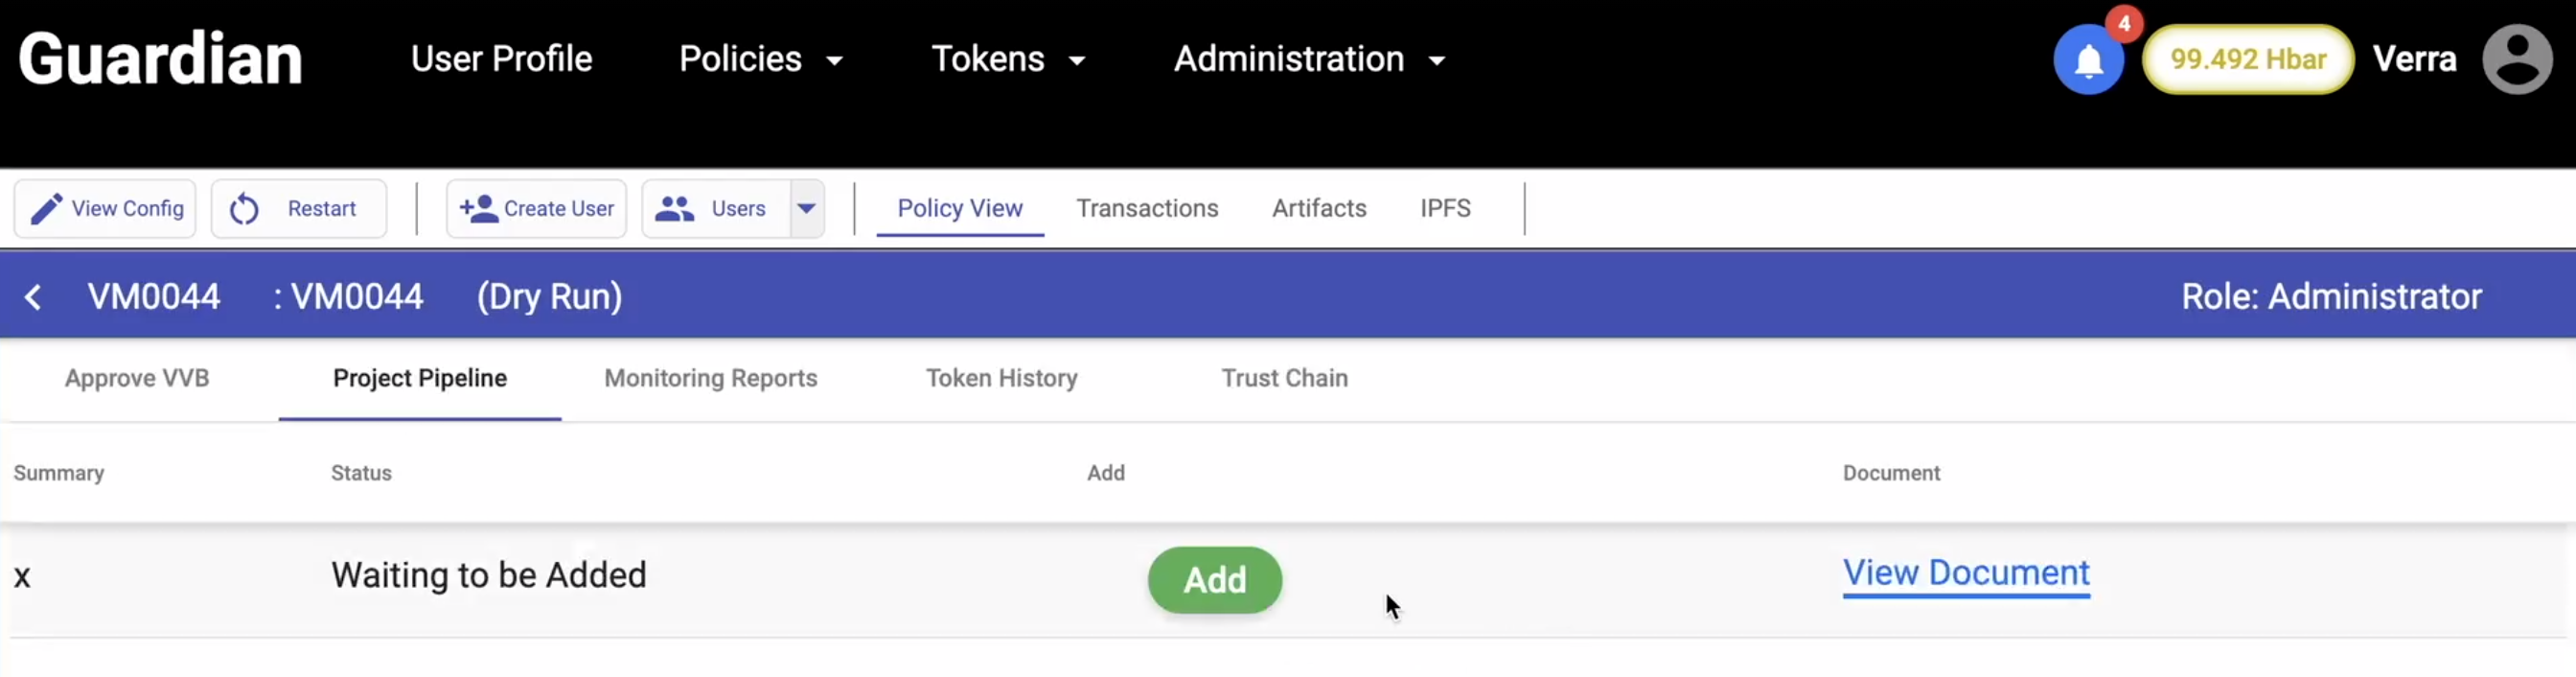 Guardian User Profile Policies Tokens Administration 4 99.492 Hbar Verra
View Config Restart Create User Users Policy View Transactions Artifacts IPFS
VM0044 : VM0044 (Dry Run) Role: Administrator
Approve VVB Project Pipeline Monitoring Reports Token History Trust Chain
Summary Status Add Document
x Waiting to be Added Add View Document